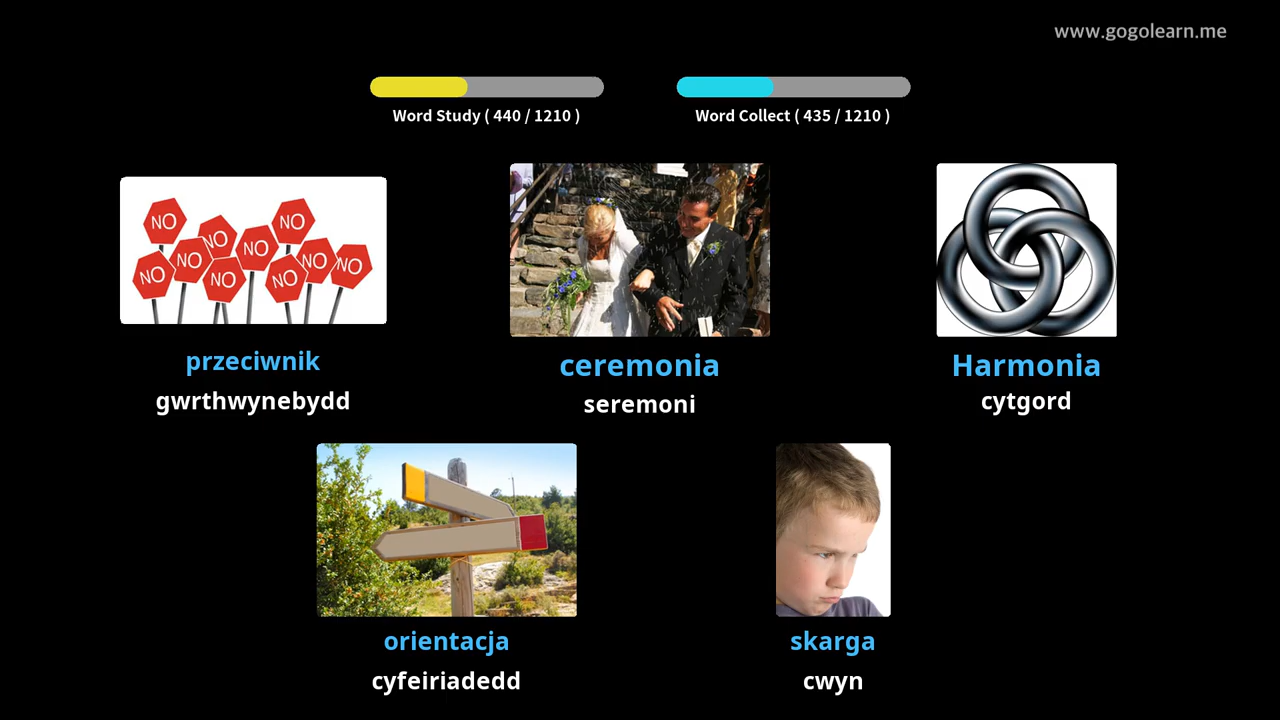 www.gogolearn.me
Word Study ( 440 / 1210 )
Word Collect ( 435 / 1210 )
NO
NO
NO
NO
NO
NO
NO
NO
NO
NO
przeciwnik
gwrthwynebydd
ceremonia
seremoni
Harmonia
cytgord
orientacja
cyfeiriadedd
skarga
cwyn